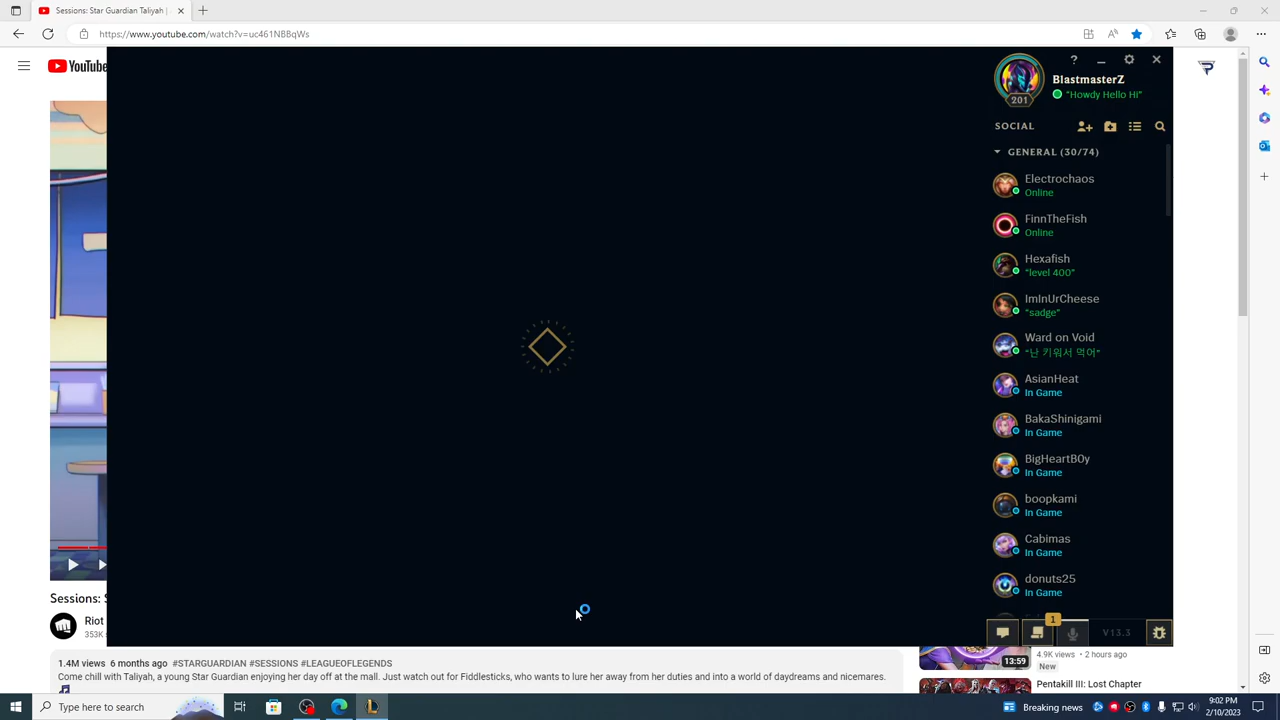 Sessions: Star Guardian Taliyah |
https://www.youtube.com/watch?v=uc461NBBqWs
YouTube
BlastmasterZ
201
"Howdy Hello Hi"
SOCIAL
GENERAL (30/74)
Electrochaos
Online
FinnTheFish
Online
Hexafish
"level 400"
ImInUrCheese
"sadge"
Ward on Void
"난 키워서 먹어"
AsianHeat
In Game
BakaShinigami
In Game
BigHeartB0y
In Game
boopkami
In Game
Cabimas
In Game
donuts25
In Game
1
V13.3
Sessions: S
Riot
353K
1.4M views 6 months ago #STARGUARDIAN #SESSIONS #LEAGUEOFLEGENDS
Come chill with Taliyah, a young Star Guardian enjoying her day off at the mall. Just watch out for Fiddlesticks, who wants to lure her away from her duties and into a world of daydreams and nicemares.
4.9K views • 2 hours ago
New
13:59
Pentakill III: Lost Chapter
Type here to search
Breaking news
9:02 PM
2/10/2023